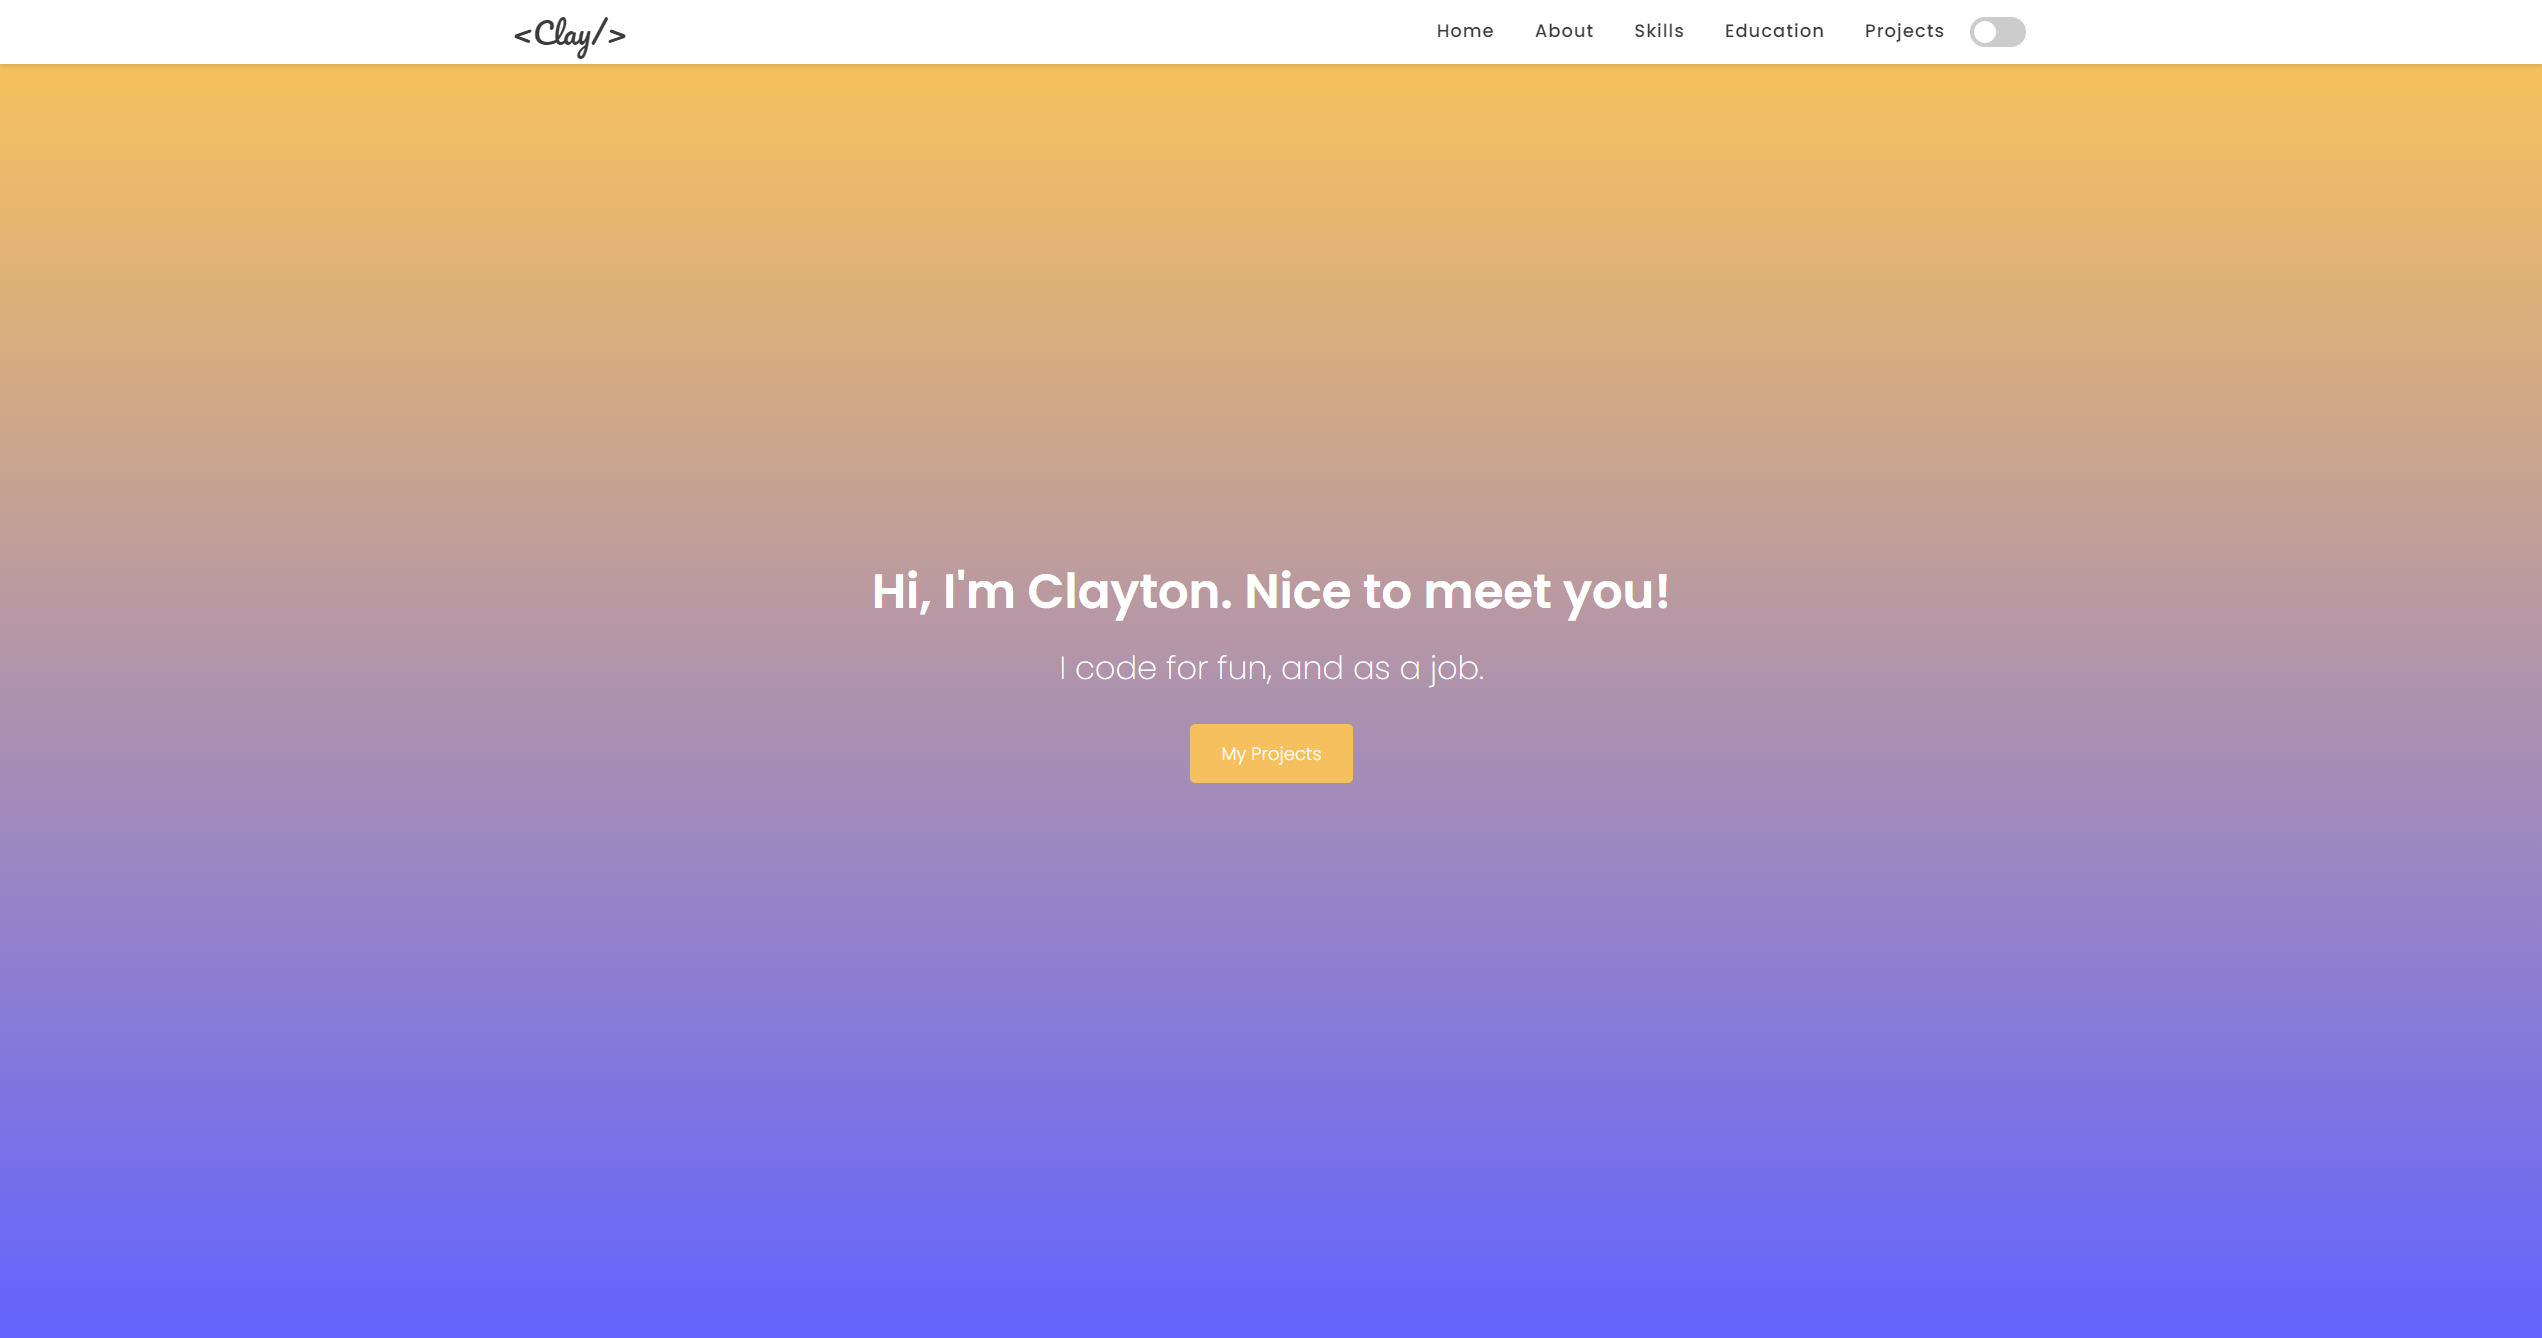 <Clay/>
Home About Skills Education Projects
Hi, I'm Clayton. Nice to meet you!
I code for fun, and as a job.
My Projects